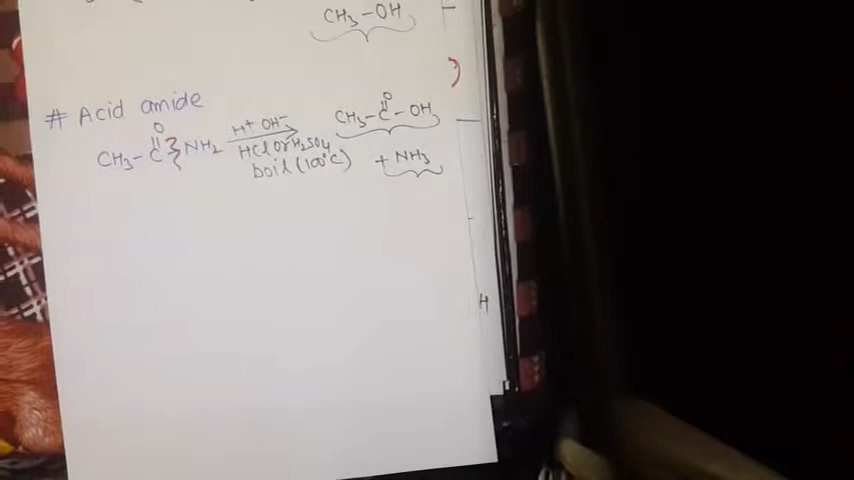 CH3-OH
# Acid amide
O
CH3-C NH2 H+ OH- CH3-C-OH
O
HCl Or H2SO4
boil (100°C) + NH3
H